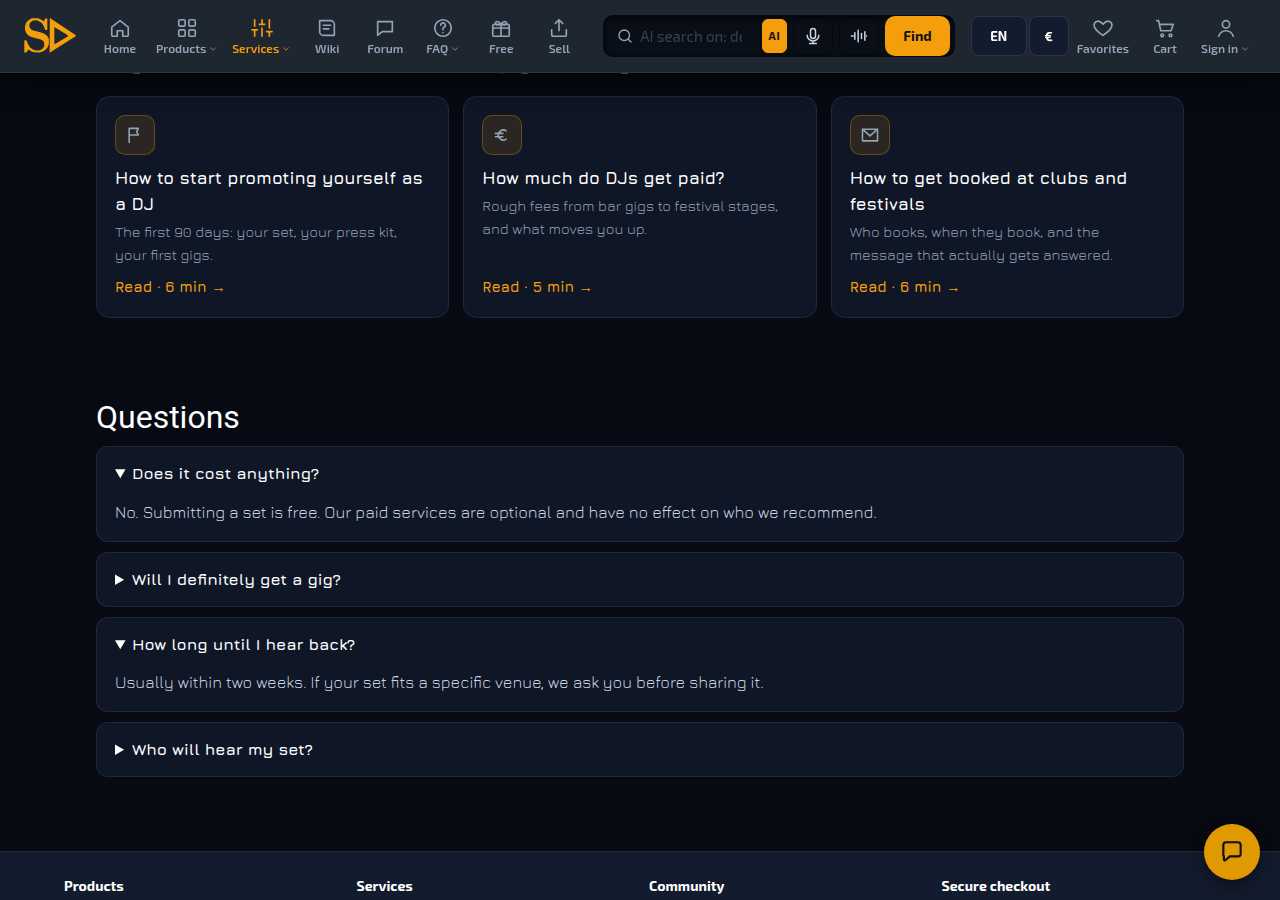 Home
Products
Services
Wiki
Forum
FAQ
Free
Sell
AI search on: d
AI
Find
EN
€
Favorites
Cart
Sign in
How to start promoting yourself as
a DJ
The first 90 days: your set, your press kit,
your first gigs.
Read · 6 min →
€
How much do DJs get paid?
Rough fees from bar gigs to festival stages,
and what moves you up.
Read · 5 min →
How to get booked at clubs and
festivals
Who books, when they book, and the
message that actually gets answered.
Read · 6 min →
Questions
▼ Does it cost anything?
No. Submitting a set is free. Our paid services are optional and have no effect on who we recommend.
▶ Will I definitely get a gig?
▼ How long until I hear back?
Usually within two weeks. If your set fits a specific venue, we ask you before sharing it.
▶ Who will hear my set?
Products
Services
Community
Secure checkout